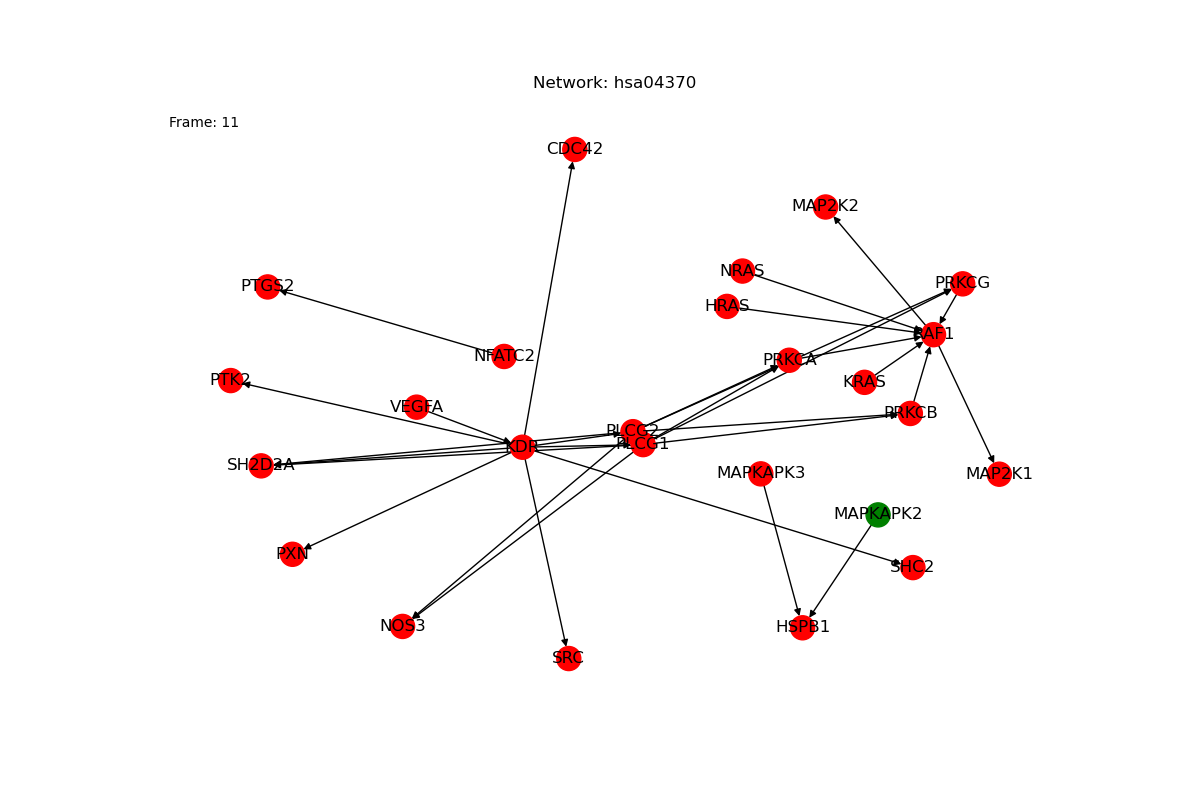 Network: hsa04370
Frame: 11
CDC42
MAP2K2
NRAS
PTGS2
PRKCG
HRAS
RAF1
NFATC2
PRKCA
PTK2
KRAS
VEGFA
PRKCB
PLCG2
PLCG1
KDR
SH2D2A
MAPKAPK3
MAP2K1
MAPKAPK2
PXN
SHC2
NOS3
HSPB1
SRC